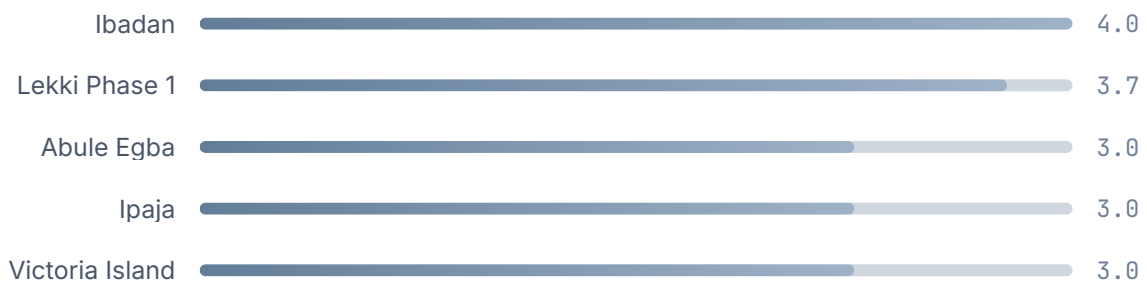 Ibadan 4.0
Lekki Phase 1 3.7
Abule Egba 3.0
Ipaja 3.0
Victoria Island 3.0